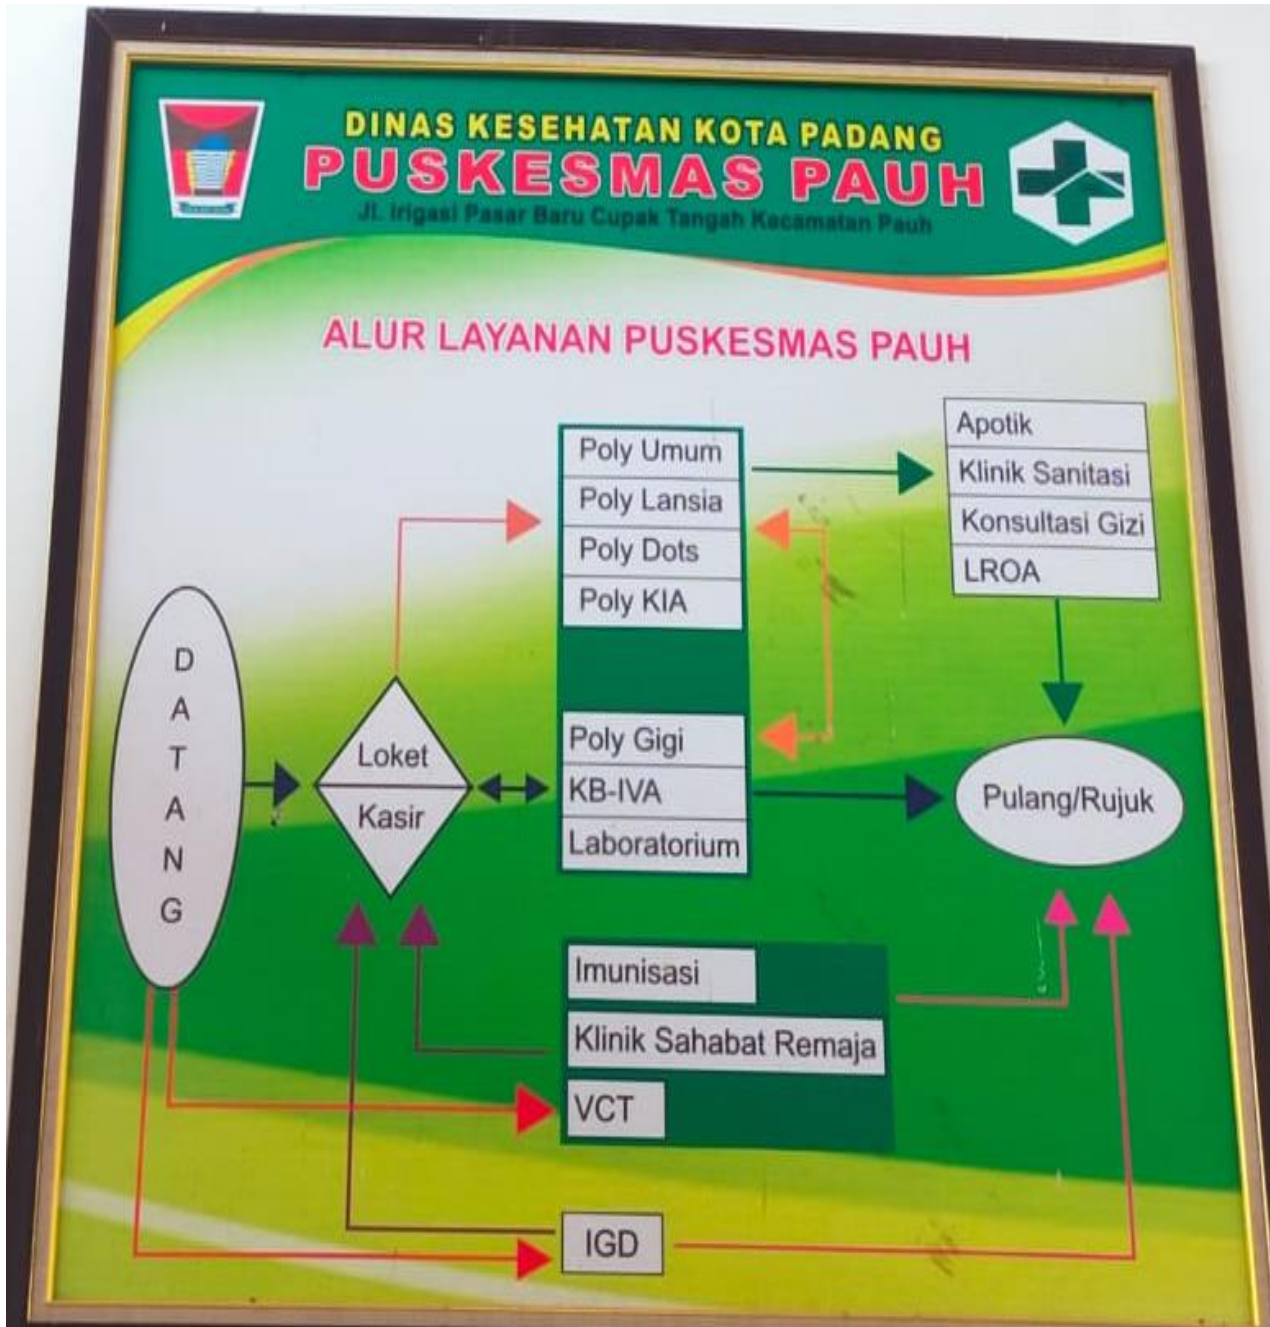 DINAS KESEHATAN KOTA PADANG
PUSKESMAS PAUH
Jl. Irigasi Pasar Baru Cupak Tangah Kacamatan Pauh
ALUR LAYANAN PUSKESMAS PAUH
DATANG
Loket
Kasir
Poly Umum
Poly Lansia
Poly Dots
Poly KIA
Poly Gigi
KB-IVA
Laboratorium
Imunisasi
Klinik Sahabat Remaja
VCT
IGD
Apotik
Klinik Sanitasi
Konsultasi Gizi
LROA
Pulang/Rujuk